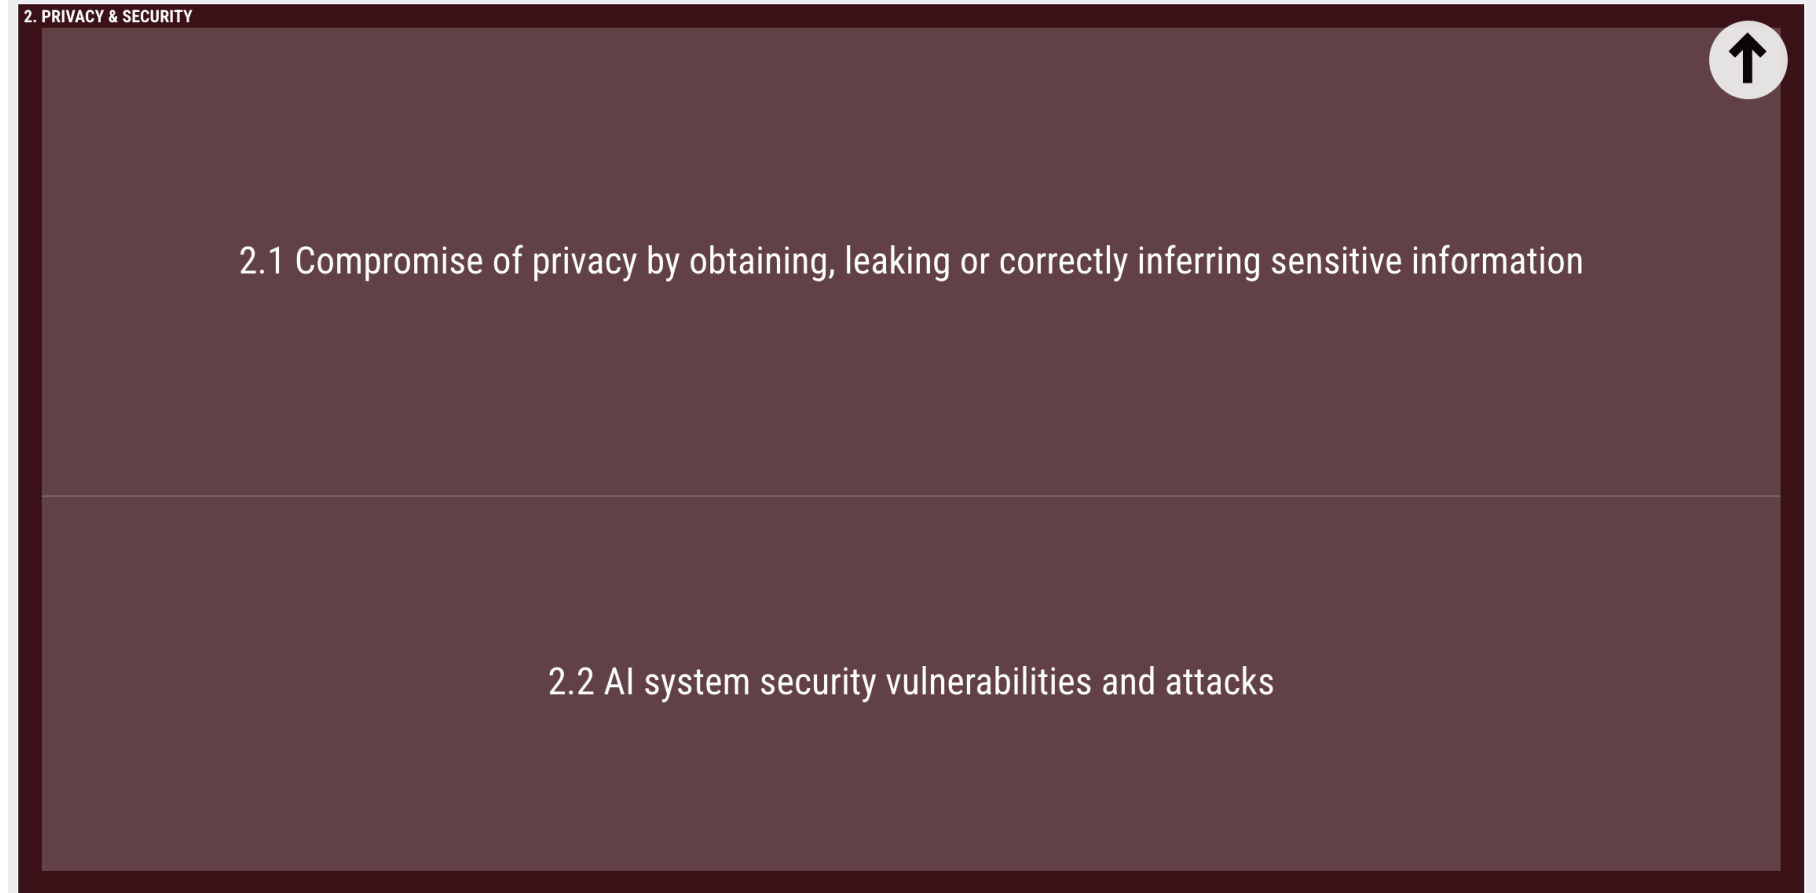 2. PRIVACY & SECURITY
2.1 Compromise of privacy by obtaining, leaking or correctly inferring sensitive information
2.2 AI system security vulnerabilities and attacks